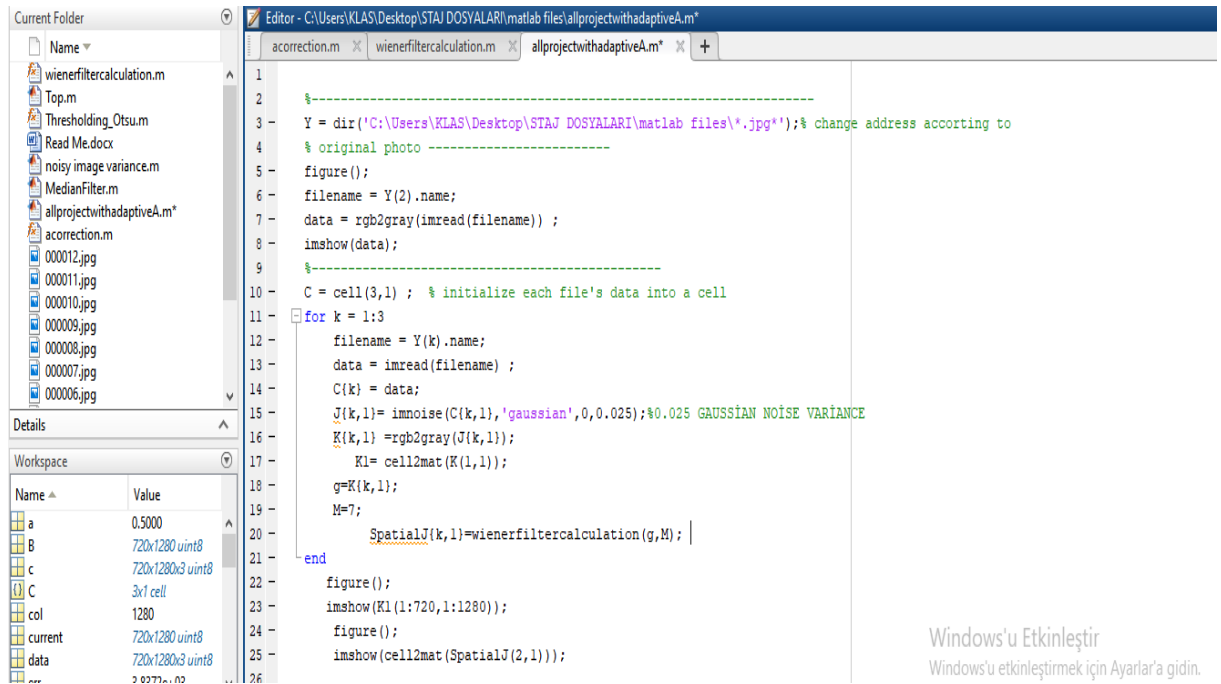 Current Folder
Name
wienerfiltercalculation.m
Top.m
Thresholding_Otsu.m
Read Me.docx
noisy image variance.m
MedianFilter.m
allprojectwithadaptiveA.m*
acorrection.m
000012.jpg
000011.jpg
000010.jpg
000009.jpg
000008.jpg
000007.jpg
000006.jpg
Details
Workspace
Name Value
a 0.5000
B 720x1280 uint8
c 720x1280x3 uint8
C 3x1 cell
col 1280
current 720x1280 uint8
data 720x1280x3 uint8
err 3.8372e+03
Editor - C:\Users\KLAS\Desktop\STAJ DOSYALARI\matlab files\allprojectwithadaptiveA.m*
acorrection.m × wienerfiltercalculation.m × allprojectwithadaptiveA.m* × +
1
2 %---------------------------------------------------------------------
3 - Y = dir('C:\Users\KLAS\Desktop\STAJ DOSYALARI\matlab files\*.jpg*');% change address accorting to
4 % original photo -------------------------
5 - figure();
6 - filename = Y(2).name;
7 - data = rgb2gray(imread(filename)) ;
8 - imshow(data);
9 %------------------------------------------------
10 - C = cell(3,1) ; % initialize each file's data into a cell
11 - for k = 1:3
12 - filename = Y(k).name;
13 - data = imread(filename) ;
14 - C{k} = data;
15 - J{k,1}= imnoise(C{k,1},'gaussian',0,0.025);%0.025 GAUSSİAN NOİSE VARİANCE
16 - K{k,1} =rgb2gray(J{k,1});
17 - K1= cell2mat(K(1,1));
18 - g=K{k,1};
19 - M=7;
20 - SpatialJ{k,1}=wienerfiltercalculation(g,M);
21 - end
22 - figure();
23 - imshow(K1(1:720,1:1280));
24 - figure();
25 - imshow(cell2mat(SpatialJ(2,1)));
26
Windows'u Etkinleştir
Windows'u etkinleştirmek için Ayarlar'a gidin.